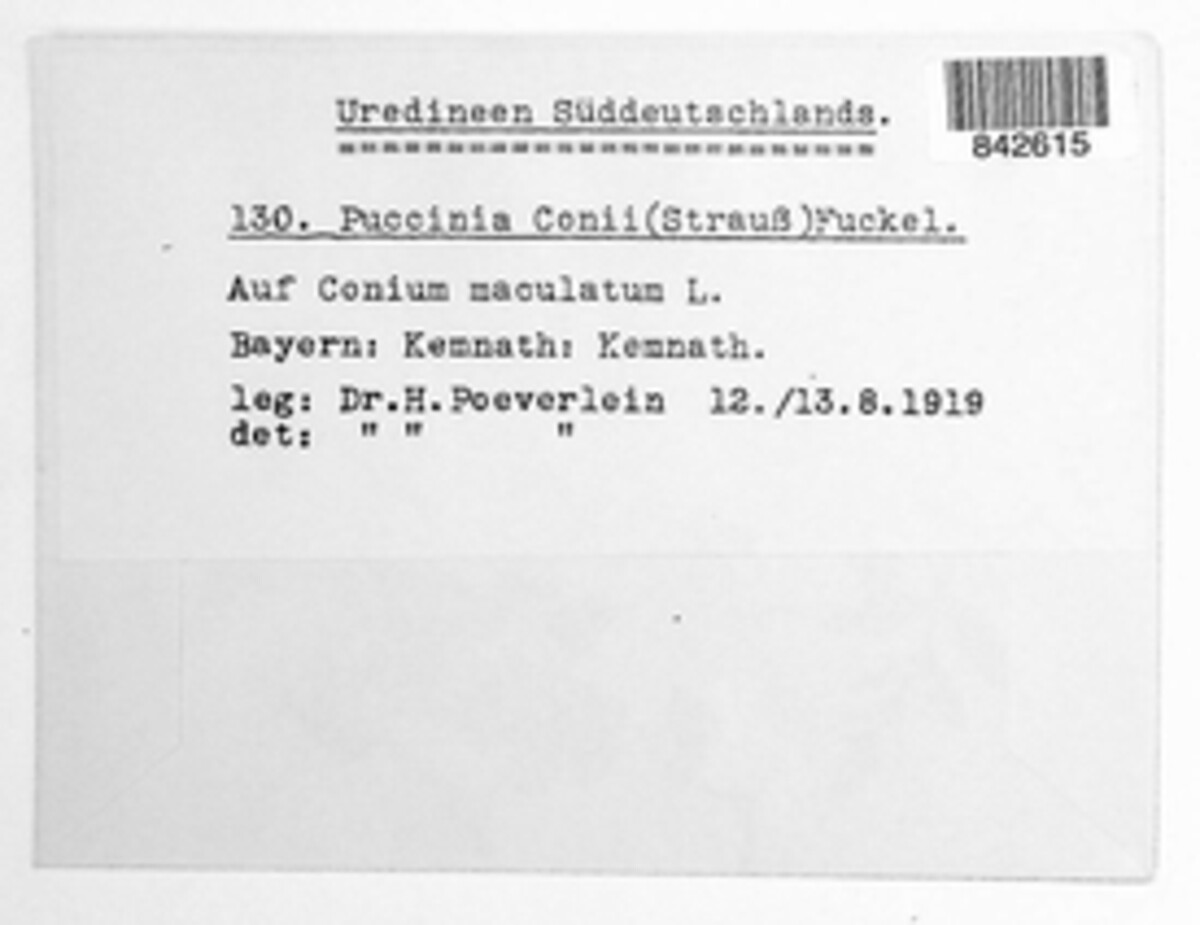 Uredineen Süddeutschlands.
=========================
842615
130. Puccinia Conii(Strauß)Fuckel.
Auf Conium maculatum L.
Bayern: Kemnath: Kemnath.
leg: Dr.H.Poeverlein 12./13.8.1919
det: " " "